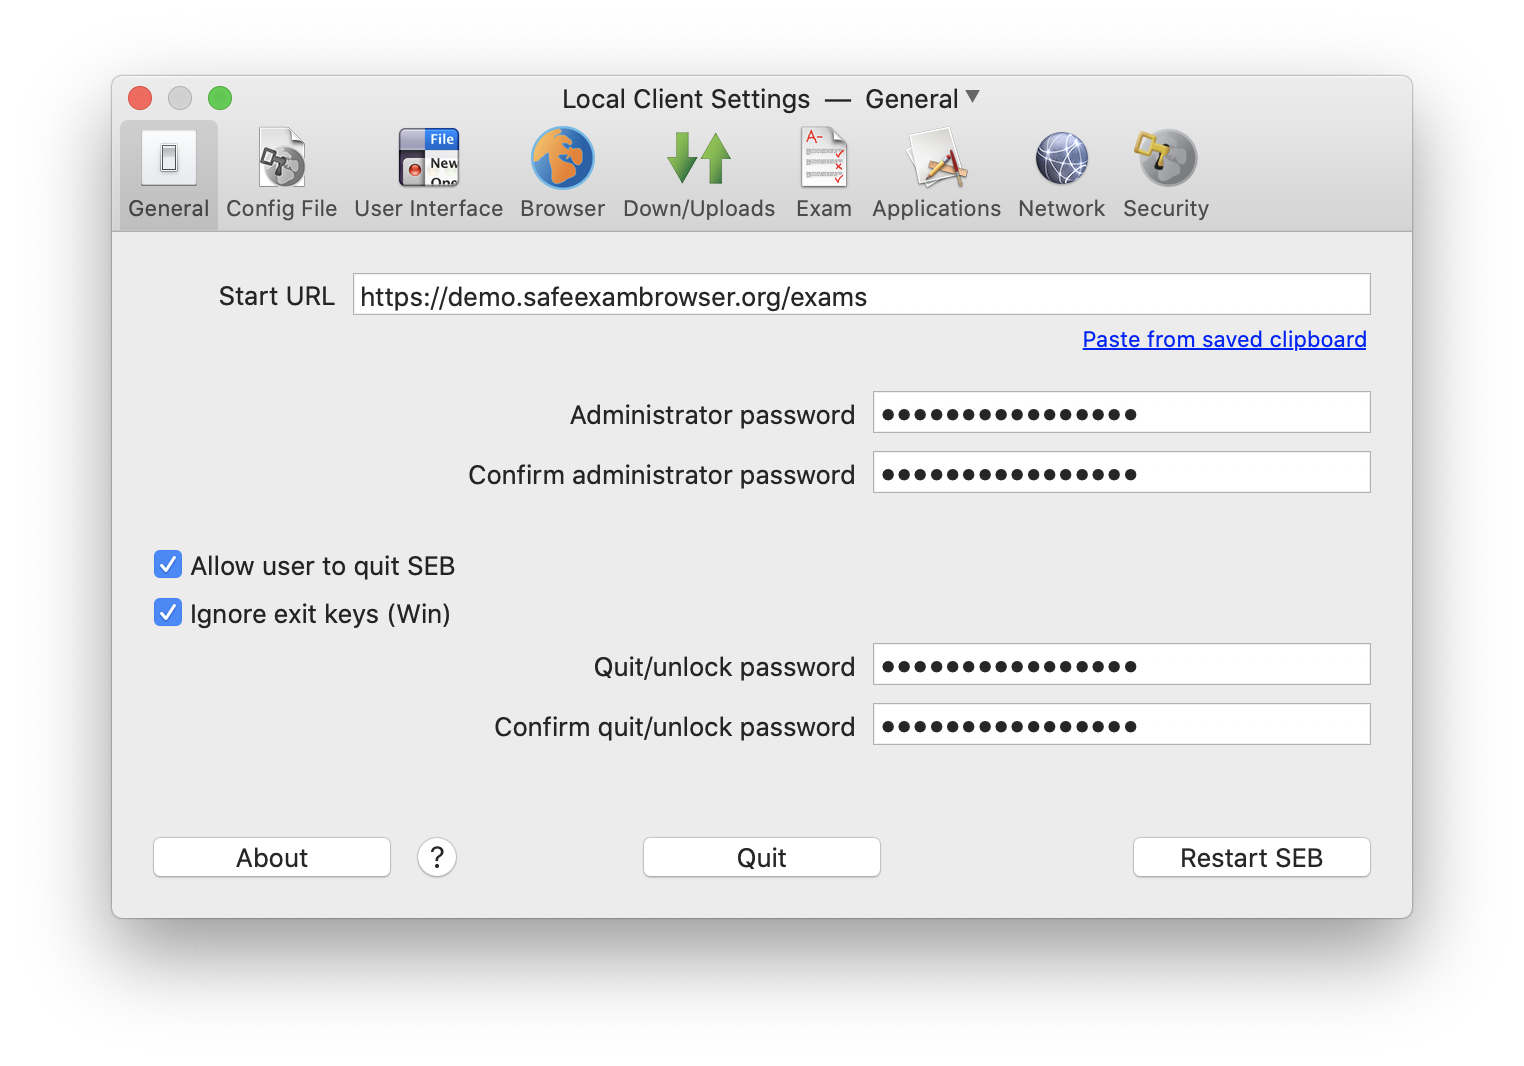 Local Client Settings — General
File
New
A-
General Config File User Interface Browser Down/Uploads Exam Applications Network Security
Start URL https://demo.safeexambrowser.org/exams
Paste from saved clipboard
Administrator password ●●●●●●●●●●●●●●●●
Confirm administrator password ●●●●●●●●●●●●●●●●
Allow user to quit SEB
Ignore exit keys (Win)
Quit/unlock password ●●●●●●●●●●●●●●●●
Confirm quit/unlock password ●●●●●●●●●●●●●●●●
About ? Quit Restart SEB